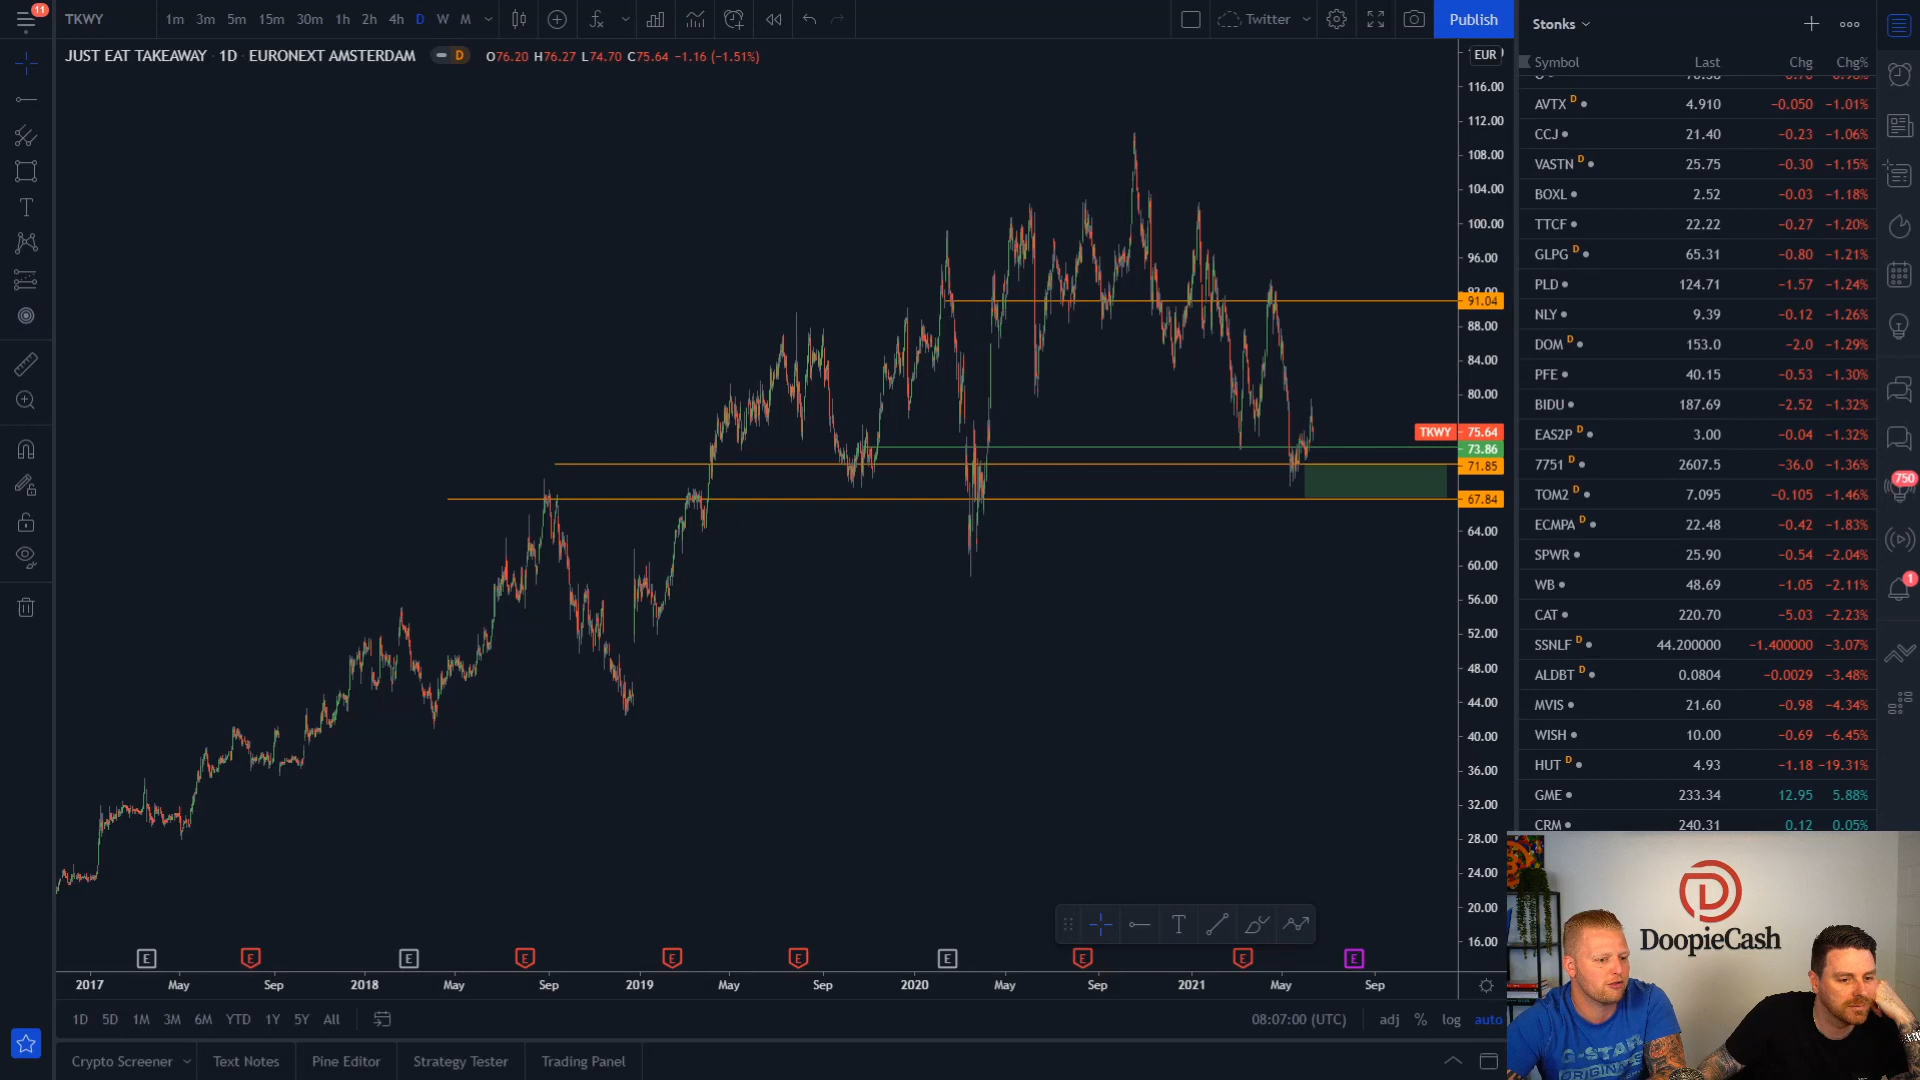 11
TKWY
1m 3m 5m 15m 30m 1h 2h 4h D W M
Twitter
Publish
JUST EAT TAKEAWAY · 1D · EURONEXT AMSTERDAM
D
O76.20 H76.27 L74.70 C75.64 −1.16 (−1.51%)
EUR
116.00
112.00
108.00
104.00
100.00
96.00
92.00
91.04
88.00
84.00
80.00
TKWY 75.64
73.86
71.85
67.84
64.00
60.00
56.00
52.00
48.00
44.00
40.00
36.00
32.00
28.00
24.00
20.00
16.00
E E E E E E E E E E
2017 May Sep 2018 May Sep 2019 May Sep 2020 May Sep 2021 May Sep
1D 5D 1M 3M 6M YTD 1Y 5Y All
08:07:00 (UTC) adj % log auto
Crypto Screener Text Notes Pine Editor Strategy Tester Trading Panel
Stonks
Symbol Last Chg Chg%
AVTX D 4.910 −0.050 −1.01%
CCJ 21.40 −0.23 −1.06%
VASTN D 25.75 −0.30 −1.15%
BOXL 2.52 −0.03 −1.18%
TTCF 22.22 −0.27 −1.20%
GLPG D 65.31 −0.80 −1.21%
PLD 124.71 −1.57 −1.24%
NLY 9.39 −0.12 −1.26%
DOM D 153.0 −2.0 −1.29%
PFE 40.15 −0.53 −1.30%
BIDU 187.69 −2.52 −1.32%
EAS2P D 3.00 −0.04 −1.32%
7751 D 2607.5 −36.0 −1.36%
TOM2 D 7.095 −0.105 −1.46%
ECMPA D 22.48 −0.42 −1.83%
SPWR 25.90 −0.54 −2.04%
WB 48.69 −1.05 −2.11%
CAT 220.70 −5.03 −2.23%
SSNLF D 44.200000 −1.400000 −3.07%
ALDBT D 0.0804 −0.0029 −3.48%
MVIS 21.60 −0.98 −4.34%
WISH 10.00 −0.69 −6.45%
HUT D 4.93 −1.18 −19.31%
GME 233.34 12.95 5.88%
CRM 240.31 0.12 0.05%
750
1
DoopieCash
G-STAR
ORIGINALS